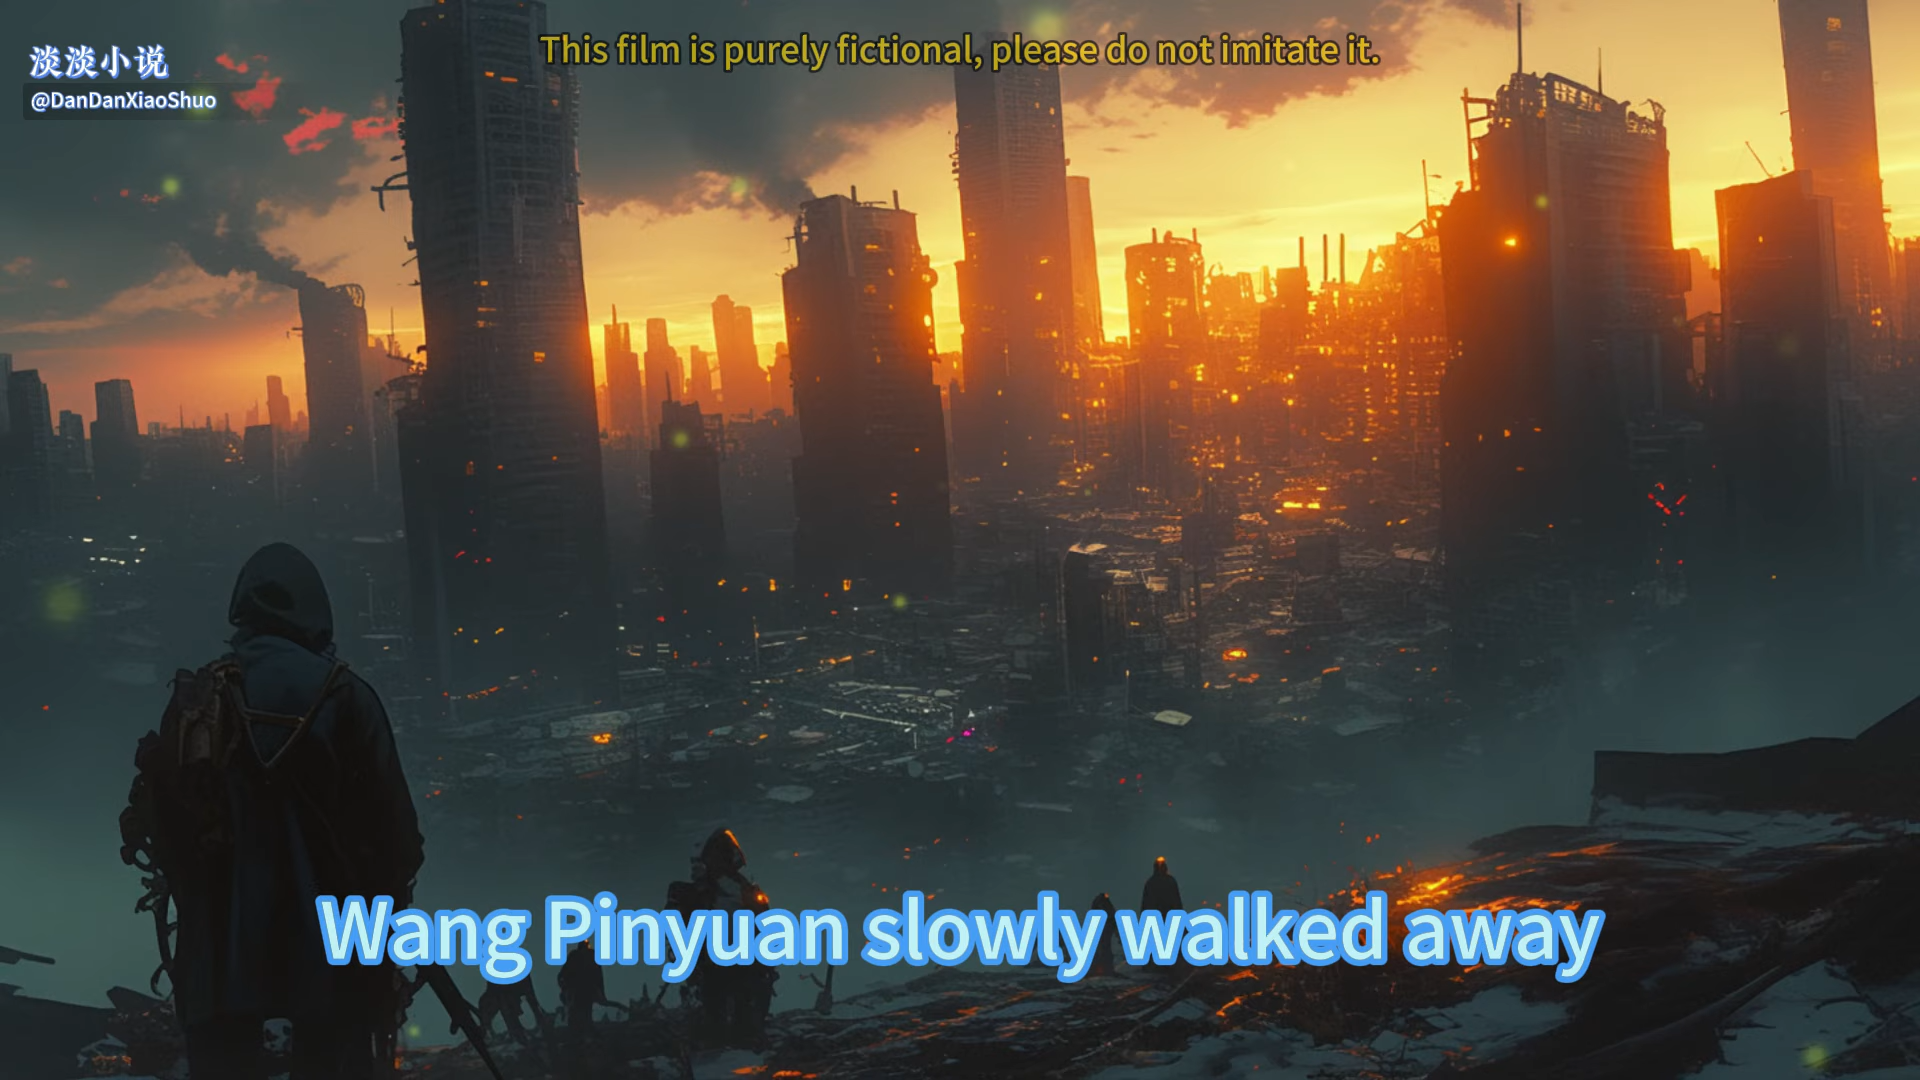 This film is purely fictional, please do not imitate it.
淡淡小说
@DanDanXiaoShuo
Wang Pinyuan slowly walked away